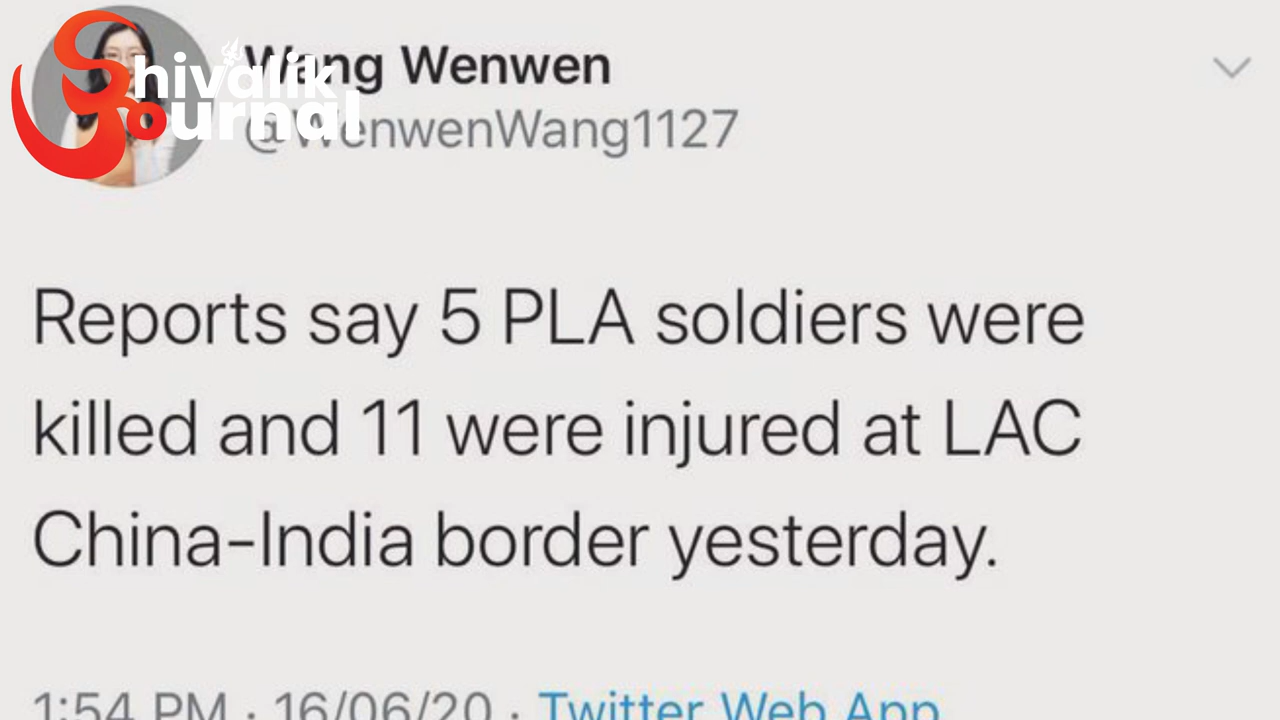 Shivalik
Journal
Wang Wenwen
@WenwenWang1127
Reports say 5 PLA soldiers were
killed and 11 were injured at LAC
China-India border yesterday.
1:54 PM · 16/06/20 · Twitter Web App